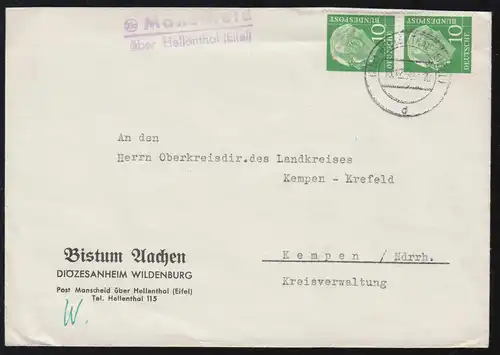 Manscheid
über Hellenthal (Eifel)
10 DEUTSCHE BUNDESPOST
10 DEUTSCHE BUNDESPOST
d
An den
Herrn Oberkreisdir.des Landkreises
Kempen - Krefeld
Kempen / Ndrrh.
Kreisverwaltung
Bistum Aachen
DIÖZESANHEIM WILDENBURG
Post Manscheid über Hellenthal (Eifel)
Tel. Hellenthal 115
W.